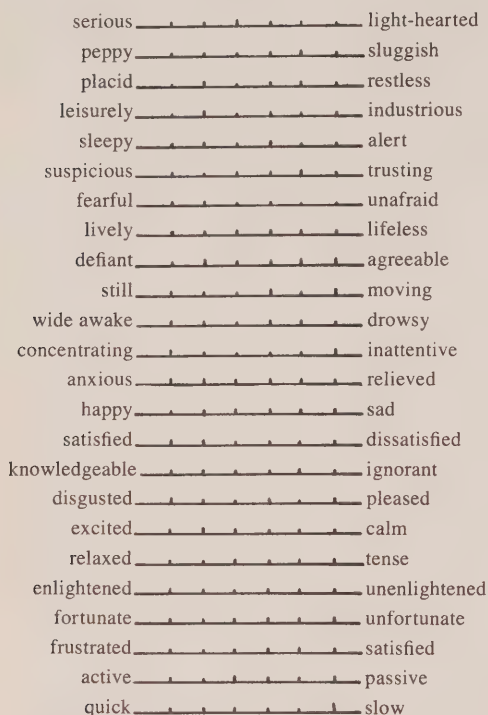 serious light-hearted
peppy sluggish
placid restless
leisurely industrious
sleepy alert
suspicious trusting
fearful unafraid
lively lifeless
defiant agreeable
still moving
wide awake drowsy
concentrating inattentive
anxious relieved
happy sad
satisfied dissatisfied
knowledgeable ignorant
disgusted pleased
excited calm
relaxed tense
enlightened unenlightened
fortunate unfortunate
frustrated satisfied
active passive
quick slow